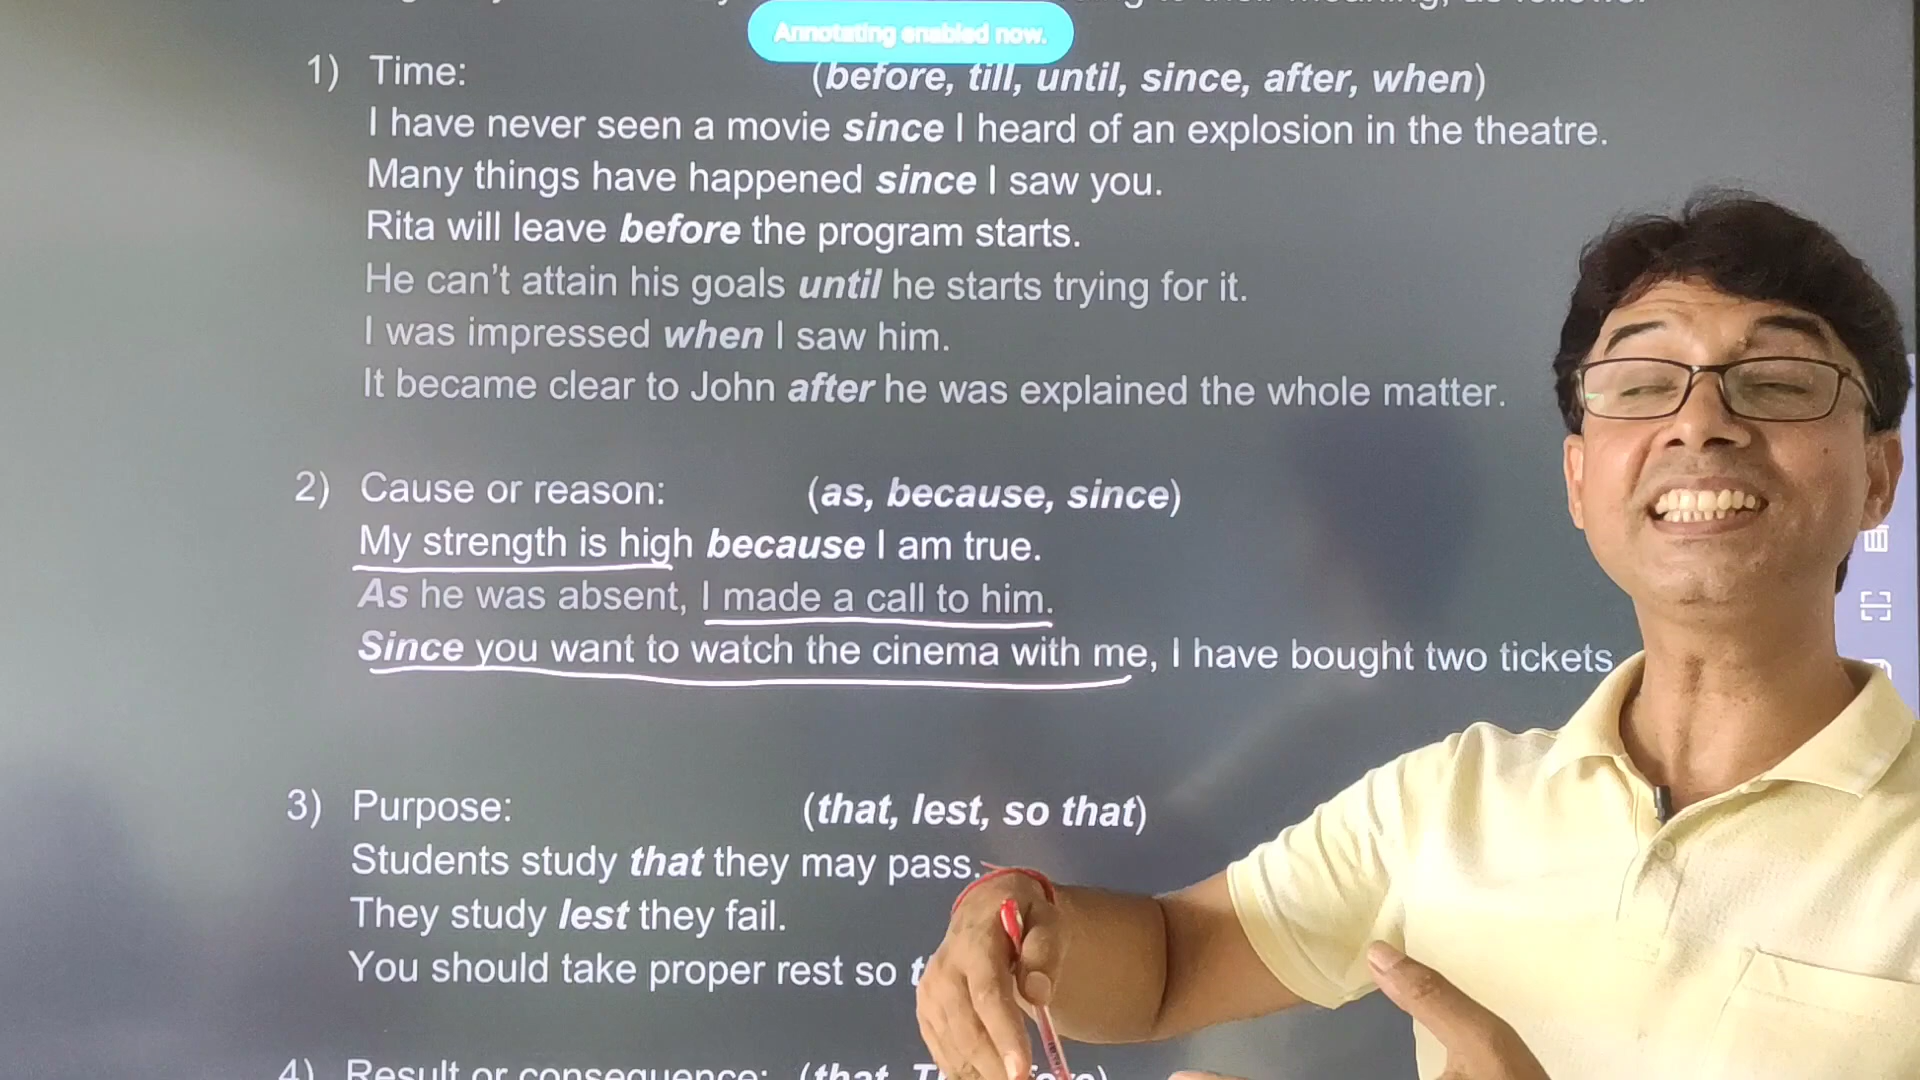 Annotating enabled now.
1) Time: (before, till, until, since, after, when)
I have never seen a movie since I heard of an explosion in the theatre.
Many things have happened since I saw you.
Rita will leave before the program starts.
He can't attain his goals until he starts trying for it.
I was impressed when I saw him.
It became clear to John after he was explained the whole matter.
2) Cause or reason: (as, because, since)
My strength is high because I am true.
As he was absent, I made a call to him.
Since you want to watch the cinema with me, I have bought two tickets
3) Purpose: (that, lest, so that)
Students study that they may pass.
They study lest they fail.
You should take proper rest so
4) Result or consequence: (that,